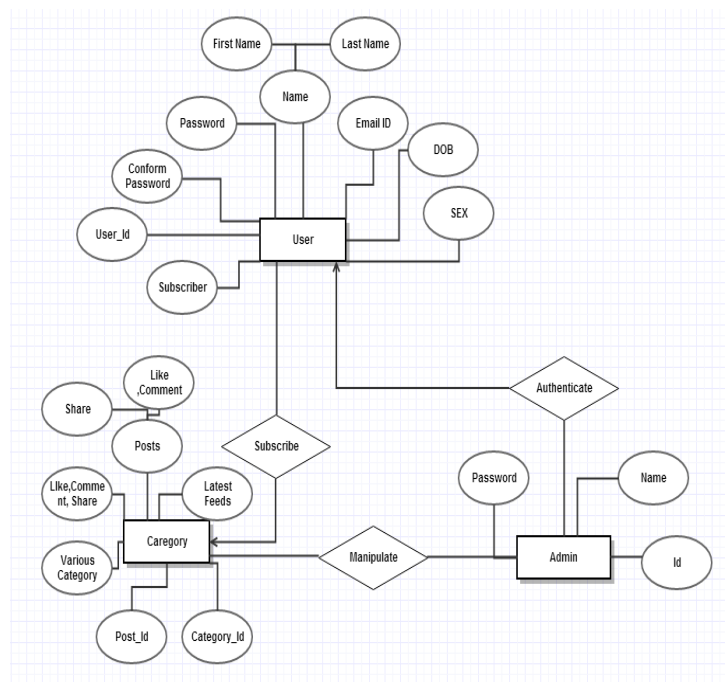 First Name
Last Name
Name
Password
Email ID
DOB
Conform
Password
SEX
User_Id
User
Subscriber
Like
,Comment
Share
Authenticate
Posts
Subscribe
Password
Name
LIke,Comme
nt, Share
Latest
Feeds
Caregory
Various
Category
Manipulate
Admin
Id
Post_Id
Category_Id